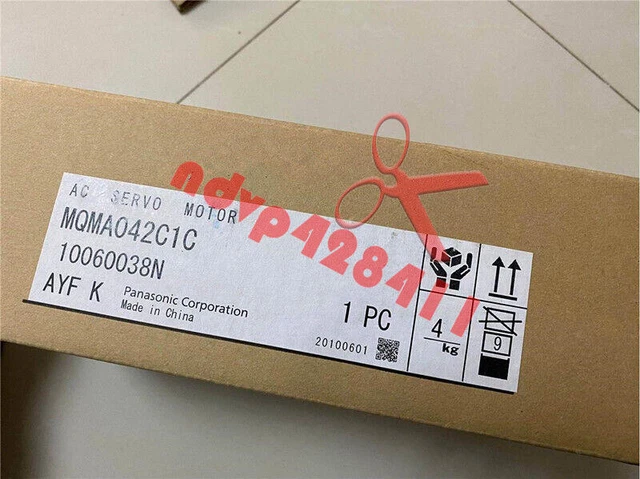 AC SERVO MOTOR
MQMA042C1C
10060038N
AYF K Panasonic Corporation
Made in China
1 PC
20100601
4
kg
9
ndvp428411